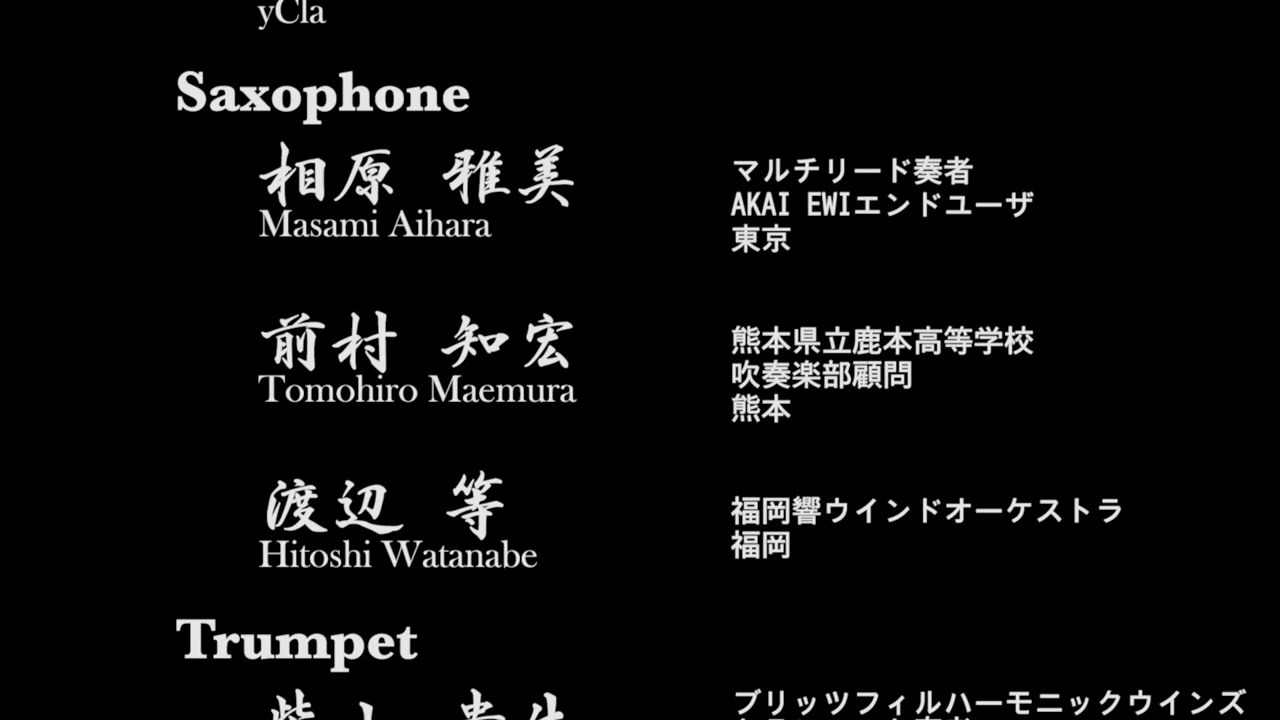 yCla
Saxophone
相原 雅美
Masami Aihara
マルチリード奏者
AKAI EWIエンドユーザ
東京
前村 知宏
Tomohiro Maemura
熊本県立鹿本高等学校
吹奏楽部顧問
熊本
渡辺 等
Hitoshi Watanabe
福岡響ウインドオーケストラ
福岡
Trumpet
ブリッツフィルハーモニックウインズ